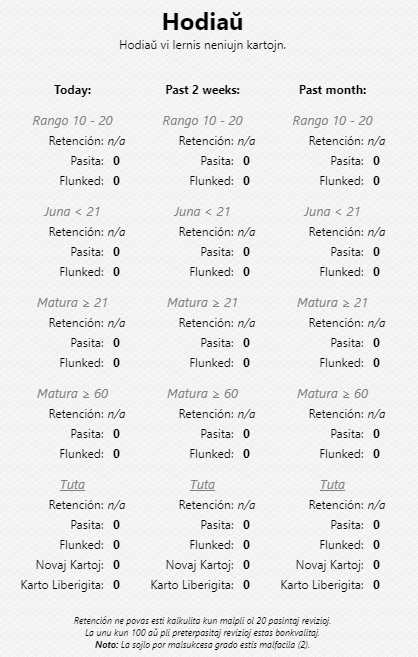 Hodiaŭ
Hodiaŭ vi lernis neniujn kartojn.
Today: Past 2 weeks: Past month:
Rango 10 - 20 Rango 10 - 20 Rango 10 - 20
Retención: n/a Retención: n/a Retención: n/a
Pasita: 0 Pasita: 0 Pasita: 0
Flunked: 0 Flunked: 0 Flunked: 0
Juna < 21 Juna < 21 Juna < 21
Retención: n/a Retención: n/a Retención: n/a
Pasita: 0 Pasita: 0 Pasita: 0
Flunked: 0 Flunked: 0 Flunked: 0
Matura ≥ 21 Matura ≥ 21 Matura ≥ 21
Retención: n/a Retención: n/a Retención: n/a
Pasita: 0 Pasita: 0 Pasita: 0
Flunked: 0 Flunked: 0 Flunked: 0
Matura ≥ 60 Matura ≥ 60 Matura ≥ 60
Retención: n/a Retención: n/a Retención: n/a
Pasita: 0 Pasita: 0 Pasita: 0
Flunked: 0 Flunked: 0 Flunked: 0
Tuta Tuta Tuta
Retención: n/a Retención: n/a Retención: n/a
Pasita: 0 Pasita: 0 Pasita: 0
Flunked: 0 Flunked: 0 Flunked: 0
Novaj Kartoj: 0 Novaj Kartoj: 0 Novaj Kartoj: 0
Karto Liberigita: 0 Karto Liberigita: 0 Karto Liberigita: 0
Retención ne povas esti kalkulita kun malpli ol 20 pasintaj revizioj.
La unu kun 100 aŭ pli preterpasitaj revizioj estas bonkvalitaj.
Noto: La sojlo por malsukcesa grado estis malfacila (2).